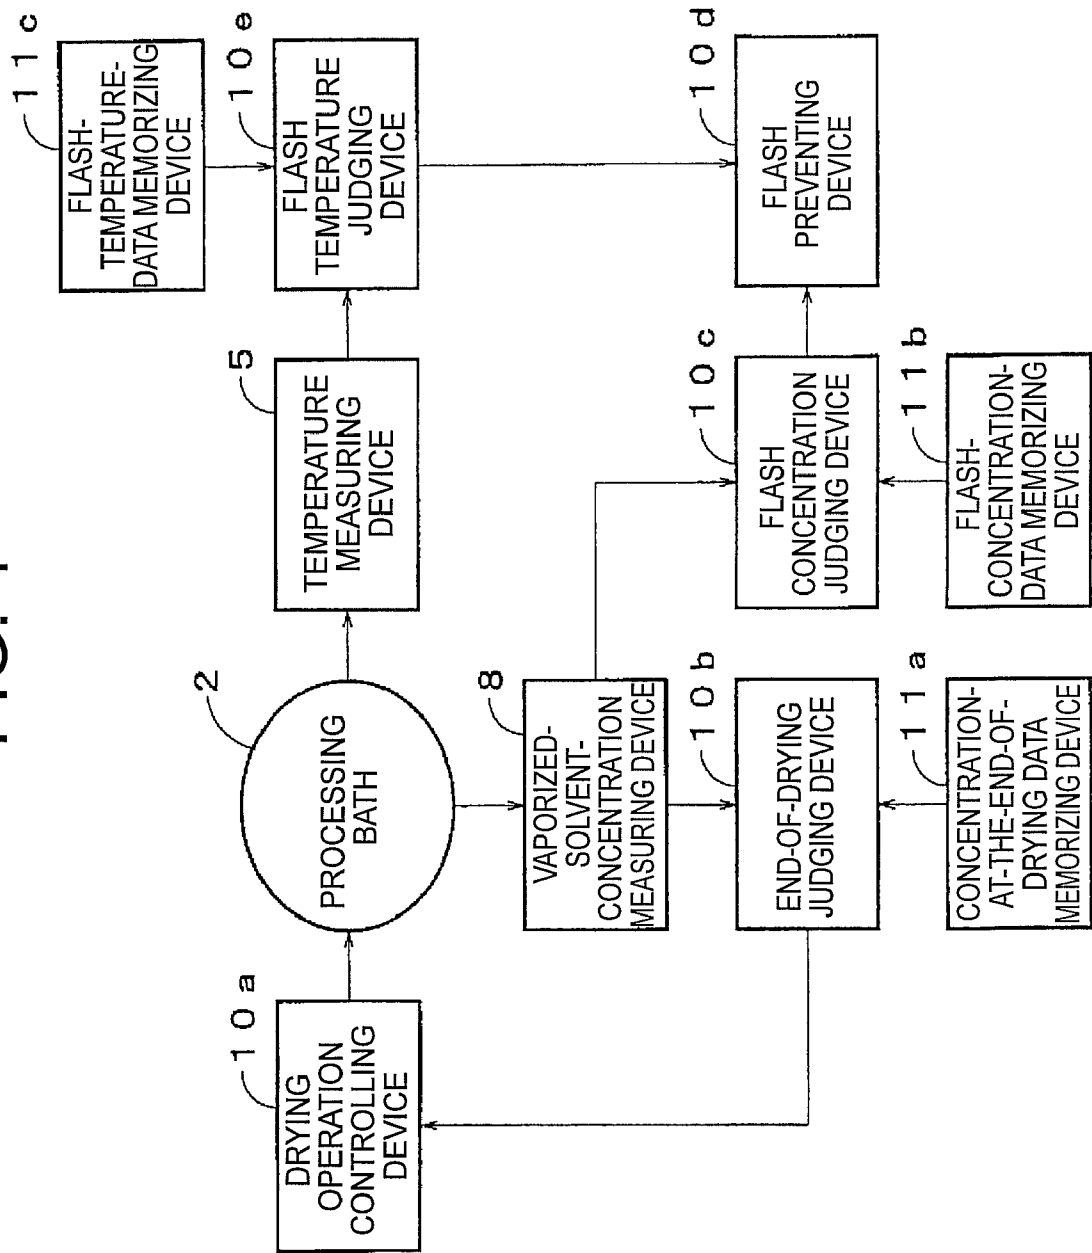 10a
DRYING
OPERATION
CONTROLLING
DEVICE
2
PROCESSING
BATH
5
TEMPERATURE
MEASURING
DEVICE
10e
FLASH
TEMPERATURE
JUDGING
DEVICE
11c
FLASH-
TEMPERATURE-
DATA MEMORIZING
DEVICE
8
VAPORIZED-
SOLVENT-
CONCENTRATION
MEASURING DEVICE
10b
END-OF-DRYING
JUDGING DEVICE
10c
FLASH
CONCENTRATION
JUDGING DEVICE
10d
FLASH
PREVENTING
DEVICE
11a
CONCENTRATION-
AT-THE-END-OF-
DRYING DATA
MEMORIZING DEVICE
11b
FLASH-
CONCENTRATION-
DATA MEMORIZING
DEVICE